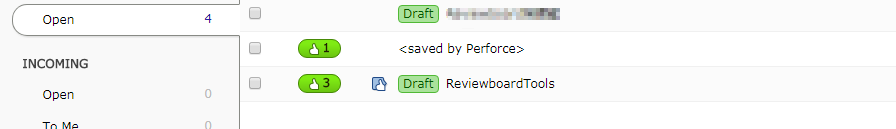 Open 4
Draft
1 <saved by Perforce>
INCOMING
3 Draft ReviewboardTools
Open 0
To Me 0